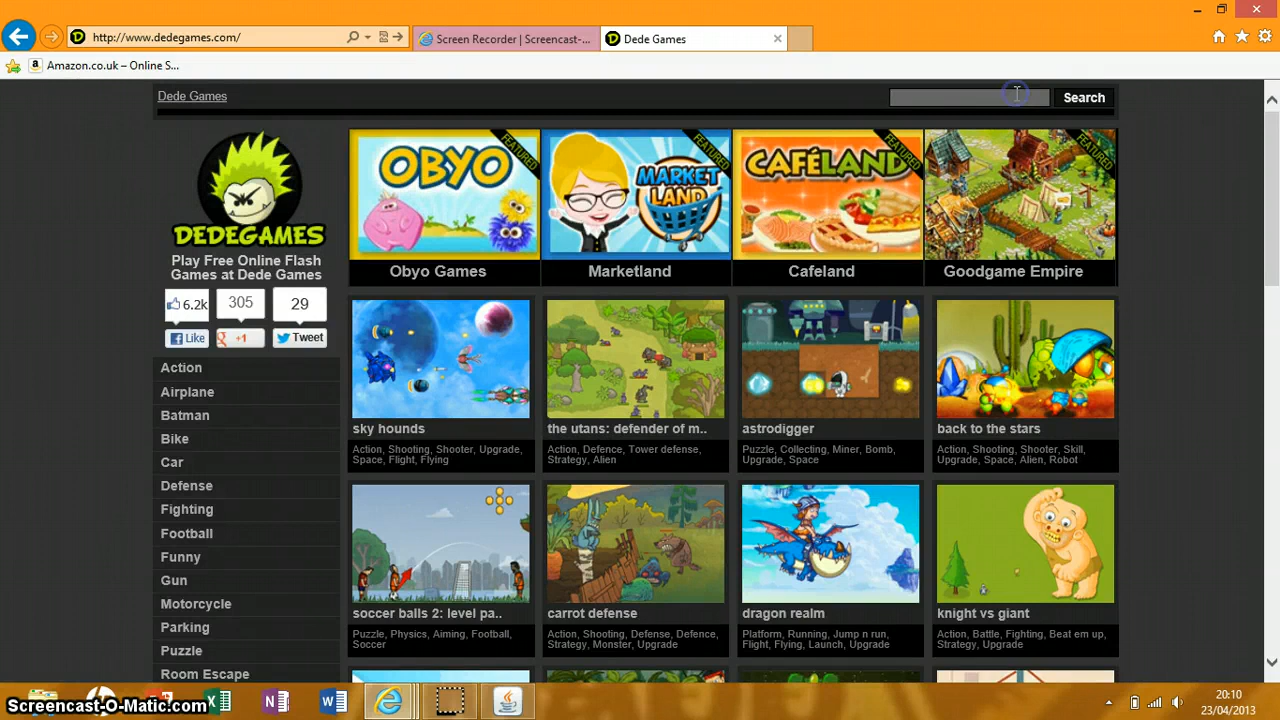 http://www.dedegames.com/
Screen Recorder | Screencast-...
Dede Games
Amazon.co.uk – Online S...
Dede Games
Search
DEDEGAMES
Play Free Online Flash
Games at Dede Games
6.2k
305
29
Like
+1
Tweet
Action
Airplane
Batman
Bike
Car
Defense
Fighting
Football
Funny
Gun
Motorcycle
Parking
Puzzle
Room Escape
FEATURED
OBYO
Obyo Games
FEATURED
MARKET
LAND
Marketland
FEATURED
CAFÉLAND
Cafeland
FEATURED
Goodgame Empire
sky hounds
Action, Shooting, Shooter, Upgrade,
Space, Flight, Flying
the utans: defender of m..
Action, Defence, Tower defense,
Strategy, Alien
astrodigger
Puzzle, Collecting, Miner, Bomb,
Upgrade, Space
back to the stars
Action, Shooting, Shooter, Skill,
Upgrade, Space, Alien, Robot
soccer balls 2: level pa..
Puzzle, Physics, Aiming, Football,
Soccer
carrot defense
Action, Shooting, Defense, Defence,
Strategy, Monster, Upgrade
dragon realm
Platform, Running, Jump n run,
Flight, Flying, Launch, Upgrade
knight vs giant
Action, Battle, Fighting, Beat em up,
Strategy, Upgrade
Screencast-O-Matic.com
20:10
23/04/2013